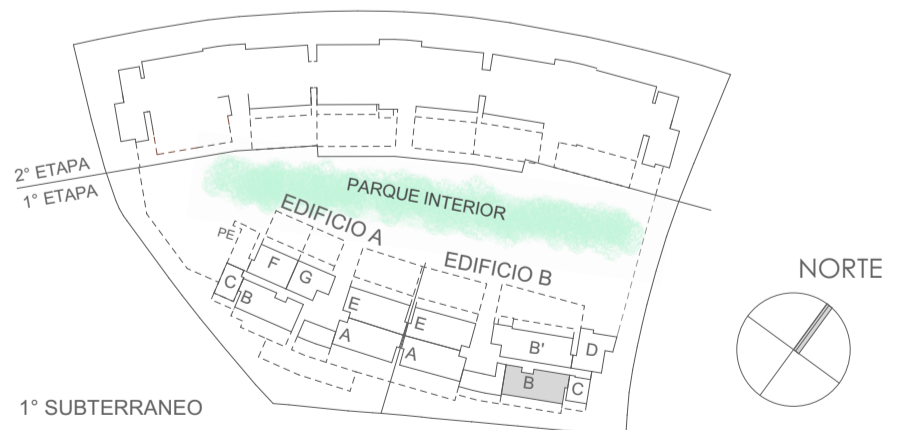 2° ETAPA
1° ETAPA
PARQUE INTERIOR
EDIFICIO A
EDIFICIO B
NORTE
PE
F
G
C
B
E
E
A
A
B'
D
B
C
1° SUBTERRANEO